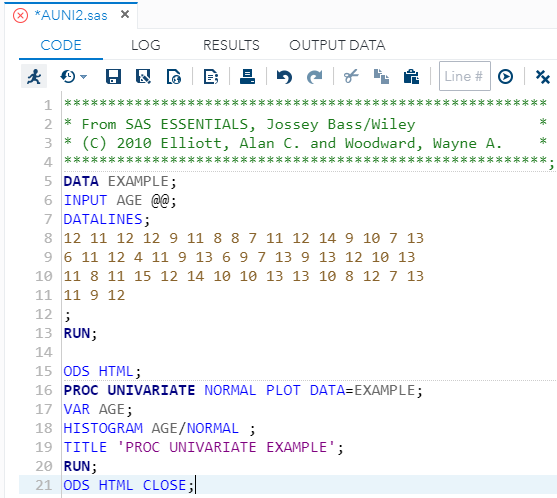 *AUNI2.sas ×
CODE LOG RESULTS OUTPUT DATA
Line #
1 *******************************************************
2 * From SAS ESSENTIALS, Jossey Bass/Wiley *
3 * (C) 2010 Elliott, Alan C. and Woodward, Wayne A. *
4 *******************************************************;
5 DATA EXAMPLE;
6 INPUT AGE @@;
7 DATALINES;
8 12 11 12 12 9 11 8 8 7 11 12 14 9 10 7 13
9 6 11 12 4 11 9 13 6 9 7 13 9 13 12 10 13
10 11 8 11 15 12 14 10 10 13 13 10 8 12 7 13
11 11 9 12
12 ;
13 RUN;
14
15 ODS HTML;
16 PROC UNIVARIATE NORMAL PLOT DATA=EXAMPLE;
17 VAR AGE;
18 HISTOGRAM AGE/NORMAL ;
19 TITLE 'PROC UNIVARIATE EXAMPLE';
20 RUN;
21 ODS HTML CLOSE;